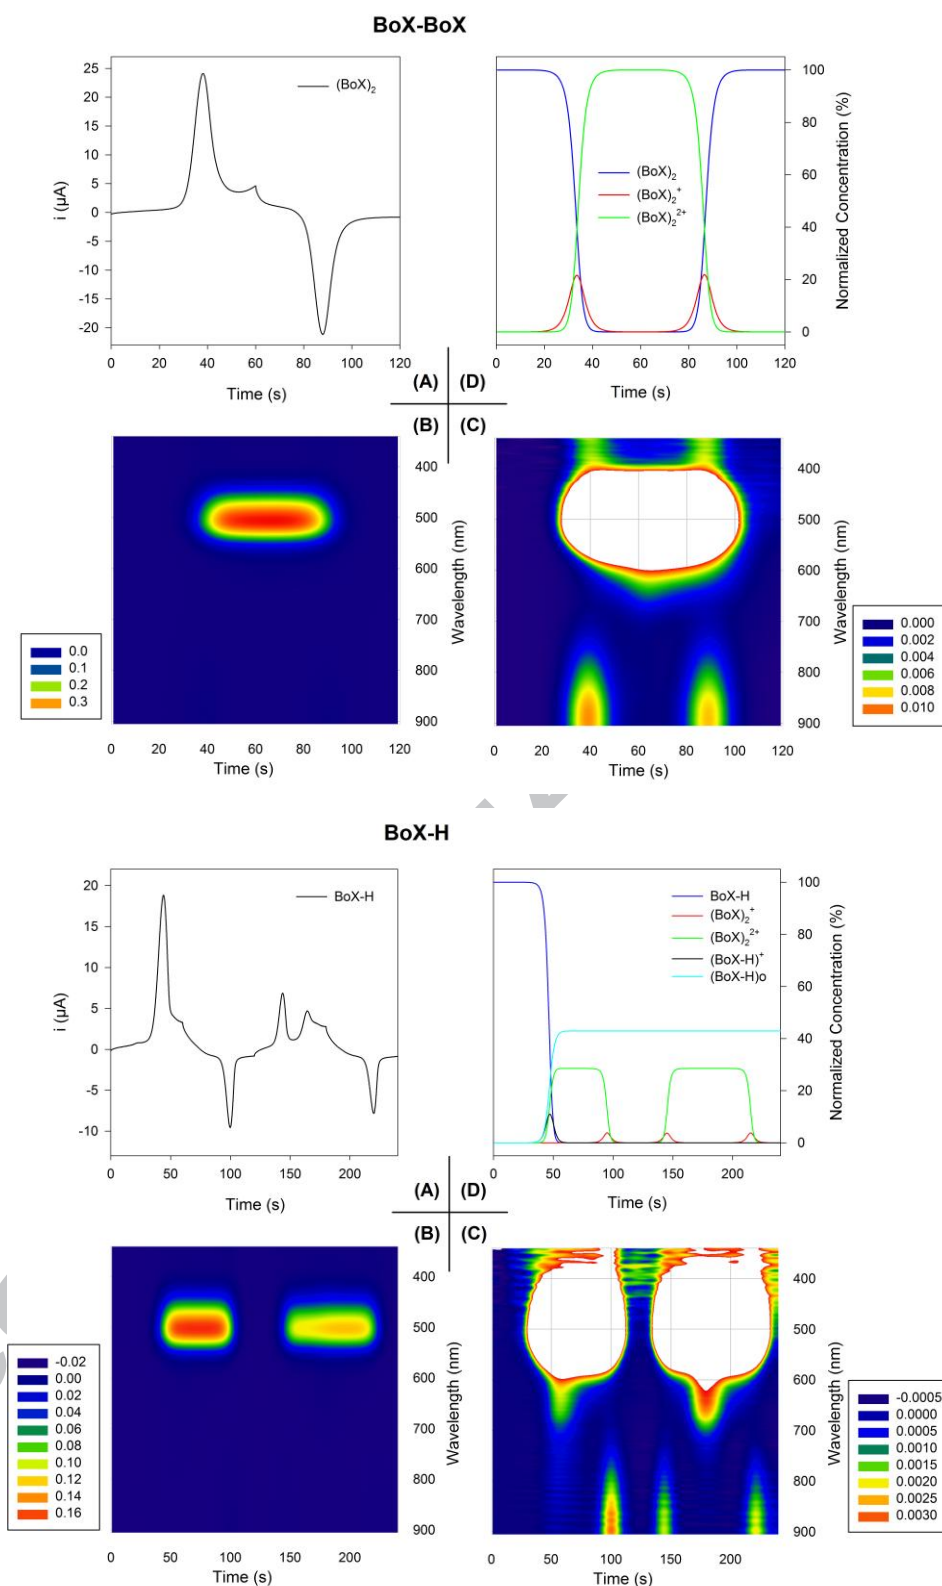 BoX-BoX
25
20
15
10
5
0
-5
-10
-15
-20
i (µA)
(BoX)2
0 20 40 60 80 100 120
Time (s)
100
80
60
40
20
0
Normalized Concentration (%)
(BoX)2
(BoX)2+
(BoX)22+
0 20 40 60 80 100 120
Time (s)
(A) (D)
(B) (C)
400
500
600
700
800
900
Wavelength (nm)
0.0
0.1
0.2
0.3
0 20 40 60 80 100 120
Time (s)
400
500
600
700
800
900
Wavelength (nm)
0.000
0.002
0.004
0.006
0.008
0.010
0 20 40 60 80 100 120
Time (s)
BoX-H
20
15
10
5
0
-5
-10
i (µA)
BoX-H
0 50 100 150 200
Time (s)
100
80
60
40
20
0
Normalized Concentration (%)
BoX-H
(BoX)2+
(BoX)22+
(BoX-H)+
(BoX-H)o
0 50 100 150 200
Time (s)
(A) (D)
(B) (C)
400
500
600
700
800
900
Wavelength (nm)
-0.02
0.00
0.02
0.04
0.06
0.08
0.10
0.12
0.14
0.16
0 50 100 150 200
Time (s)
400
500
600
700
800
900
Wavelength (nm)
-0.0005
0.0000
0.0005
0.0010
0.0015
0.0020
0.0025
0.0030
0 50 100 150 200
Time (s)